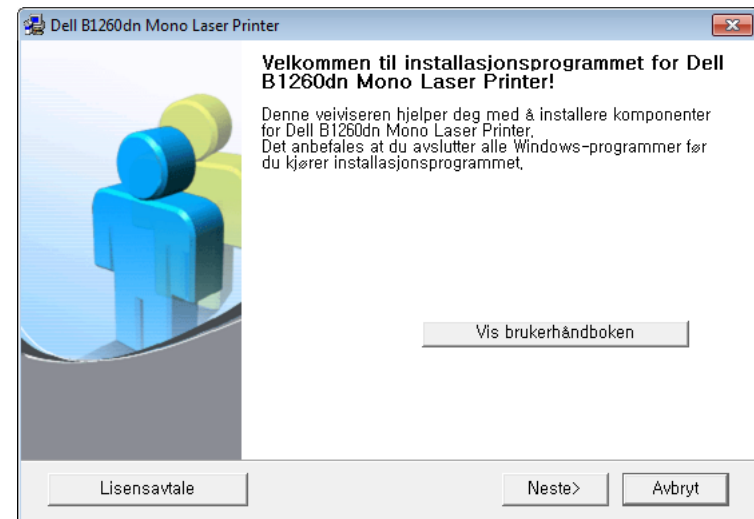 Dell B1260dn Mono Laser Printer
Velkommen til installasjonsprogrammet for Dell
B1260dn Mono Laser Printer!
Denne veiviseren hjelper deg med å installere komponenter
for Dell B1260dn Mono Laser Printer.
Det anbefales at du avslutter alle Windows-programmer før
du kjører installasjonsprogrammet.
Vis brukerhåndboken
Lisensavtale
Neste>
Avbryt